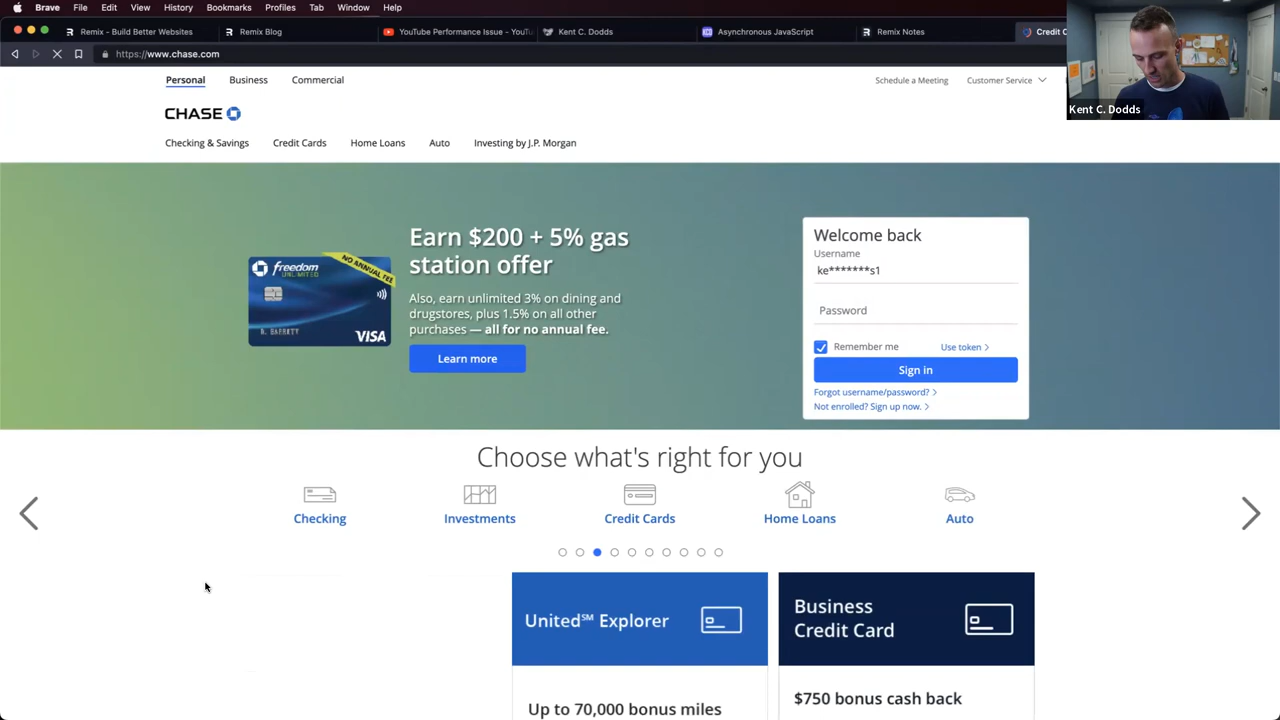 Brave File Edit View History Bookmarks Profiles Tab Window Help
Remix - Build Better Websites
Remix Blog
YouTube Performance Issue - YouTu
Kent C. Dodds
Asynchronous JavaScript
Remix Notes
Credit C
https://www.chase.com
Kent C. Dodds
Personal Business Commercial
Schedule a Meeting Customer Service
CHASE
Checking & Savings Credit Cards Home Loans Auto Investing by J.P. Morgan
freedom
UNLIMITED
NO ANNUAL FEE
VISA
Earn $200 + 5% gas
station offer
Also, earn unlimited 3% on dining and
drugstores, plus 1.5% on all other
purchases — all for no annual fee.
Learn more
Welcome back
Username
ke*******s1
Password
Remember me
Use token
Sign in
Forgot username/password?
Not enrolled? Sign up now.
Choose what's right for you
Checking
Investments
Credit Cards
Home Loans
Auto
United℠ Explorer
Up to 70,000 bonus miles
Business
Credit Card
$750 bonus cash back